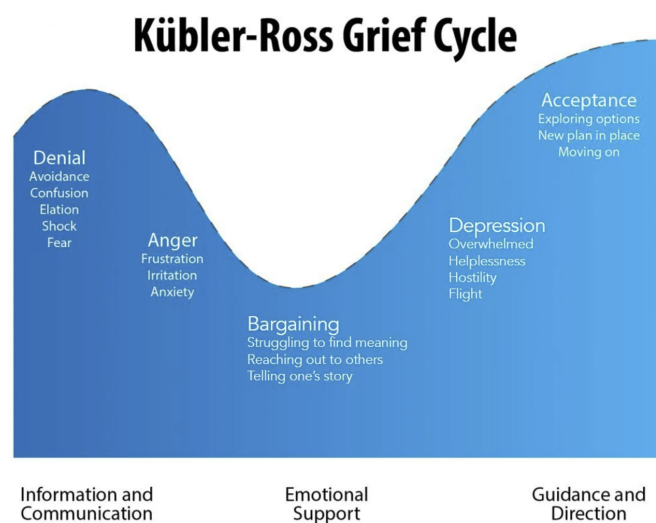 Kübler-Ross Grief Cycle
Denial
Avoidance
Confusion
Elation
Shock
Fear
Anger
Frustration
Irritation
Anxiety
Bargaining
Struggling to find meaning
Reaching out to others
Telling one's story
Depression
Overwhelmed
Helplessness
Hostility
Flight
Acceptance
Exploring options
New plan in place
Moving on
Information and
Communication
Emotional
Support
Guidance and
Direction